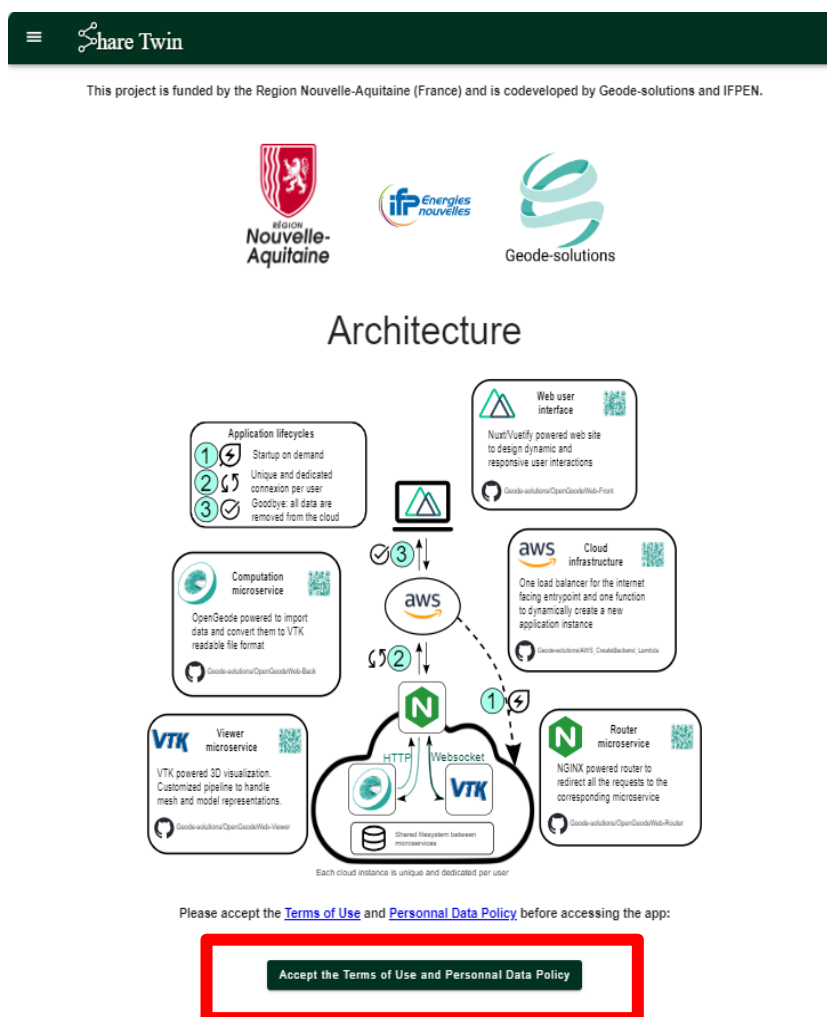 Share Twin
This project is funded by the Region Nouvelle-Aquitaine (France) and is codeveloped by Geode-solutions and IFPEN.
RÉGION
Nouvelle-
Aquitaine
ifp Energies
nouvelles
Geode-solutions
Architecture
Application lifecycles
1 Startup on demand
2 Unique and dedicated
connexion per user
3 Goodbye: all data are
removed from the cloud
Web user
interface
Nuxt/Vuetify powered web site
to design dynamic and
responsive user interactions
Geode-solutions/OpenGeodeWeb-Front
Computation
microservice
OpenGeode powered to import
data and convert them to VTK
readable file format
Geode-solutions/OpenGeodeWeb-Back
3
aws
2
1
aws
Cloud
infrastructure
One load balancer for the internet
facing entrypoint and one function
to dynamically create a new
application instance
Geode-solutions/AWS_CreateBackend_Lambda
VTK
Viewer
microservice
VTK powered 3D visualization.
Customized pipeline to handle
mesh and model representations.
Geode-solutions/OpenGeodeWeb-Viewer
N
HTTP
Websocket
VTK
Shared filesystem between
microservices
Each cloud instance is unique and dedicated per user
N
Router
microservice
NGINX powered router to
redirect all the requests to the
corresponding microservice
Geode-solutions/OpenGeodeWeb-Router
Please accept the Terms of Use and Personnal Data Policy before accessing the app:
Accept the Terms of Use and Personnal Data Policy